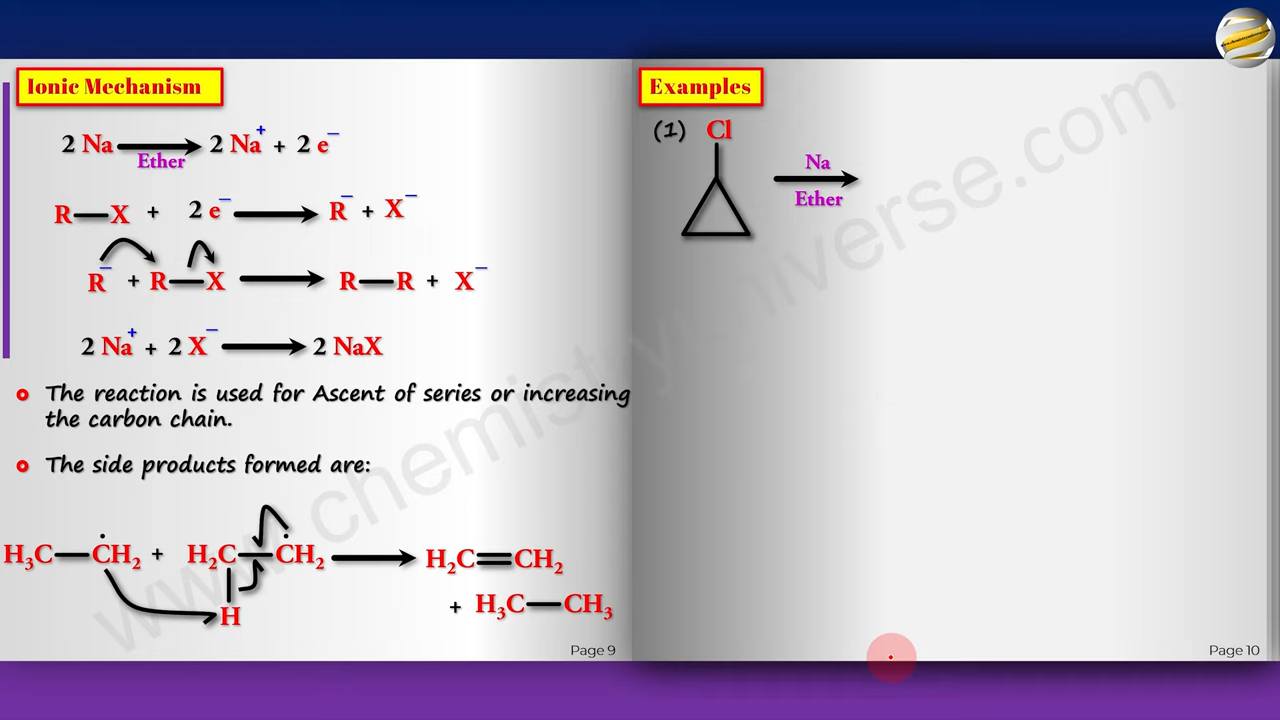 Ionic Mechanism
2 Na ⟶ 2 Na⁺ + 2 e⁻
Ether
R—X + 2 e⁻ ⟶ R⁻ + X⁻
R⁻ + R—X ⟶ R—R + X⁻
2 Na⁺ + 2 X⁻ ⟶ 2 NaX
The reaction is used for Ascent of series or increasing
the carbon chain.
The side products formed are:
H₃C—ĊH₂ + H₂C—ĊH₂ ⟶ H₂C=CH₂
H
+ H₃C—CH₃
Page 9
Examples
(1) Cl
Na
Ether
Page 10
www.chemistryuniverse.com